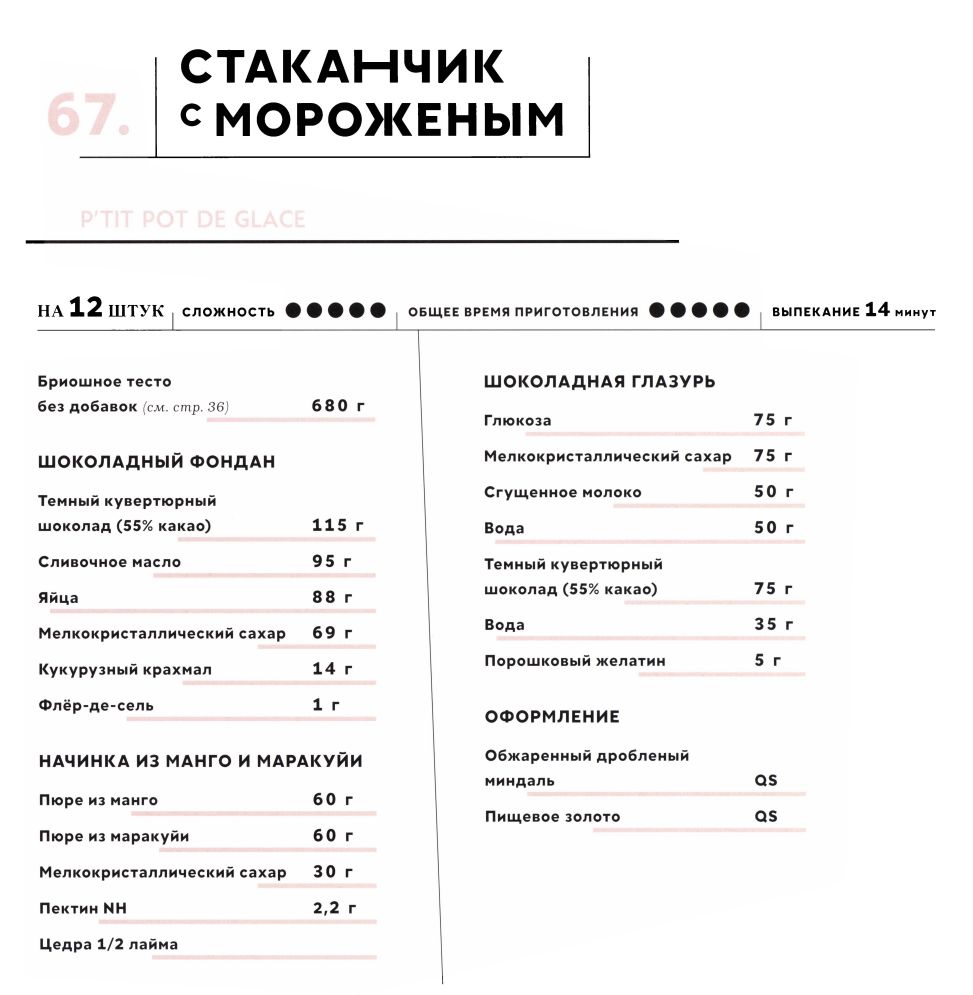 67.
СТАКАНЧИК
С МОРОЖЕНЫМ
P'TIT POT DE GLACE
НА 12 ШТУК СЛОЖНОСТЬ ●●●●● ОБЩЕЕ ВРЕМЯ ПРИГОТОВЛЕНИЯ ●●●●● ВЫПЕКАНИЕ 14 минут
Бриошное тесто
без добавок (см. стр. 36) 680 г
ШОКОЛАДНЫЙ ФОНДАН
Темный кувертюрный
шоколад (55% какао) 115 г
Сливочное масло 95 г
Яйца 88 г
Мелкокристаллический сахар 69 г
Кукурузный крахмал 14 г
Флёр-де-сель 1 г
НАЧИНКА ИЗ МАНГО И МАРАКУЙИ
Пюре из манго 60 г
Пюре из маракуйи 60 г
Мелкокристаллический сахар 30 г
Пектин NH 2,2 г
Цедра 1/2 лайма
ШОКОЛАДНАЯ ГЛАЗУРЬ
Глюкоза 75 г
Мелкокристаллический сахар 75 г
Сгущенное молоко 50 г
Вода 50 г
Темный кувертюрный
шоколад (55% какао) 75 г
Вода 35 г
Порошковый желатин 5 г
ОФОРМЛЕНИЕ
Обжаренный дробленый
миндаль QS
Пищевое золото QS